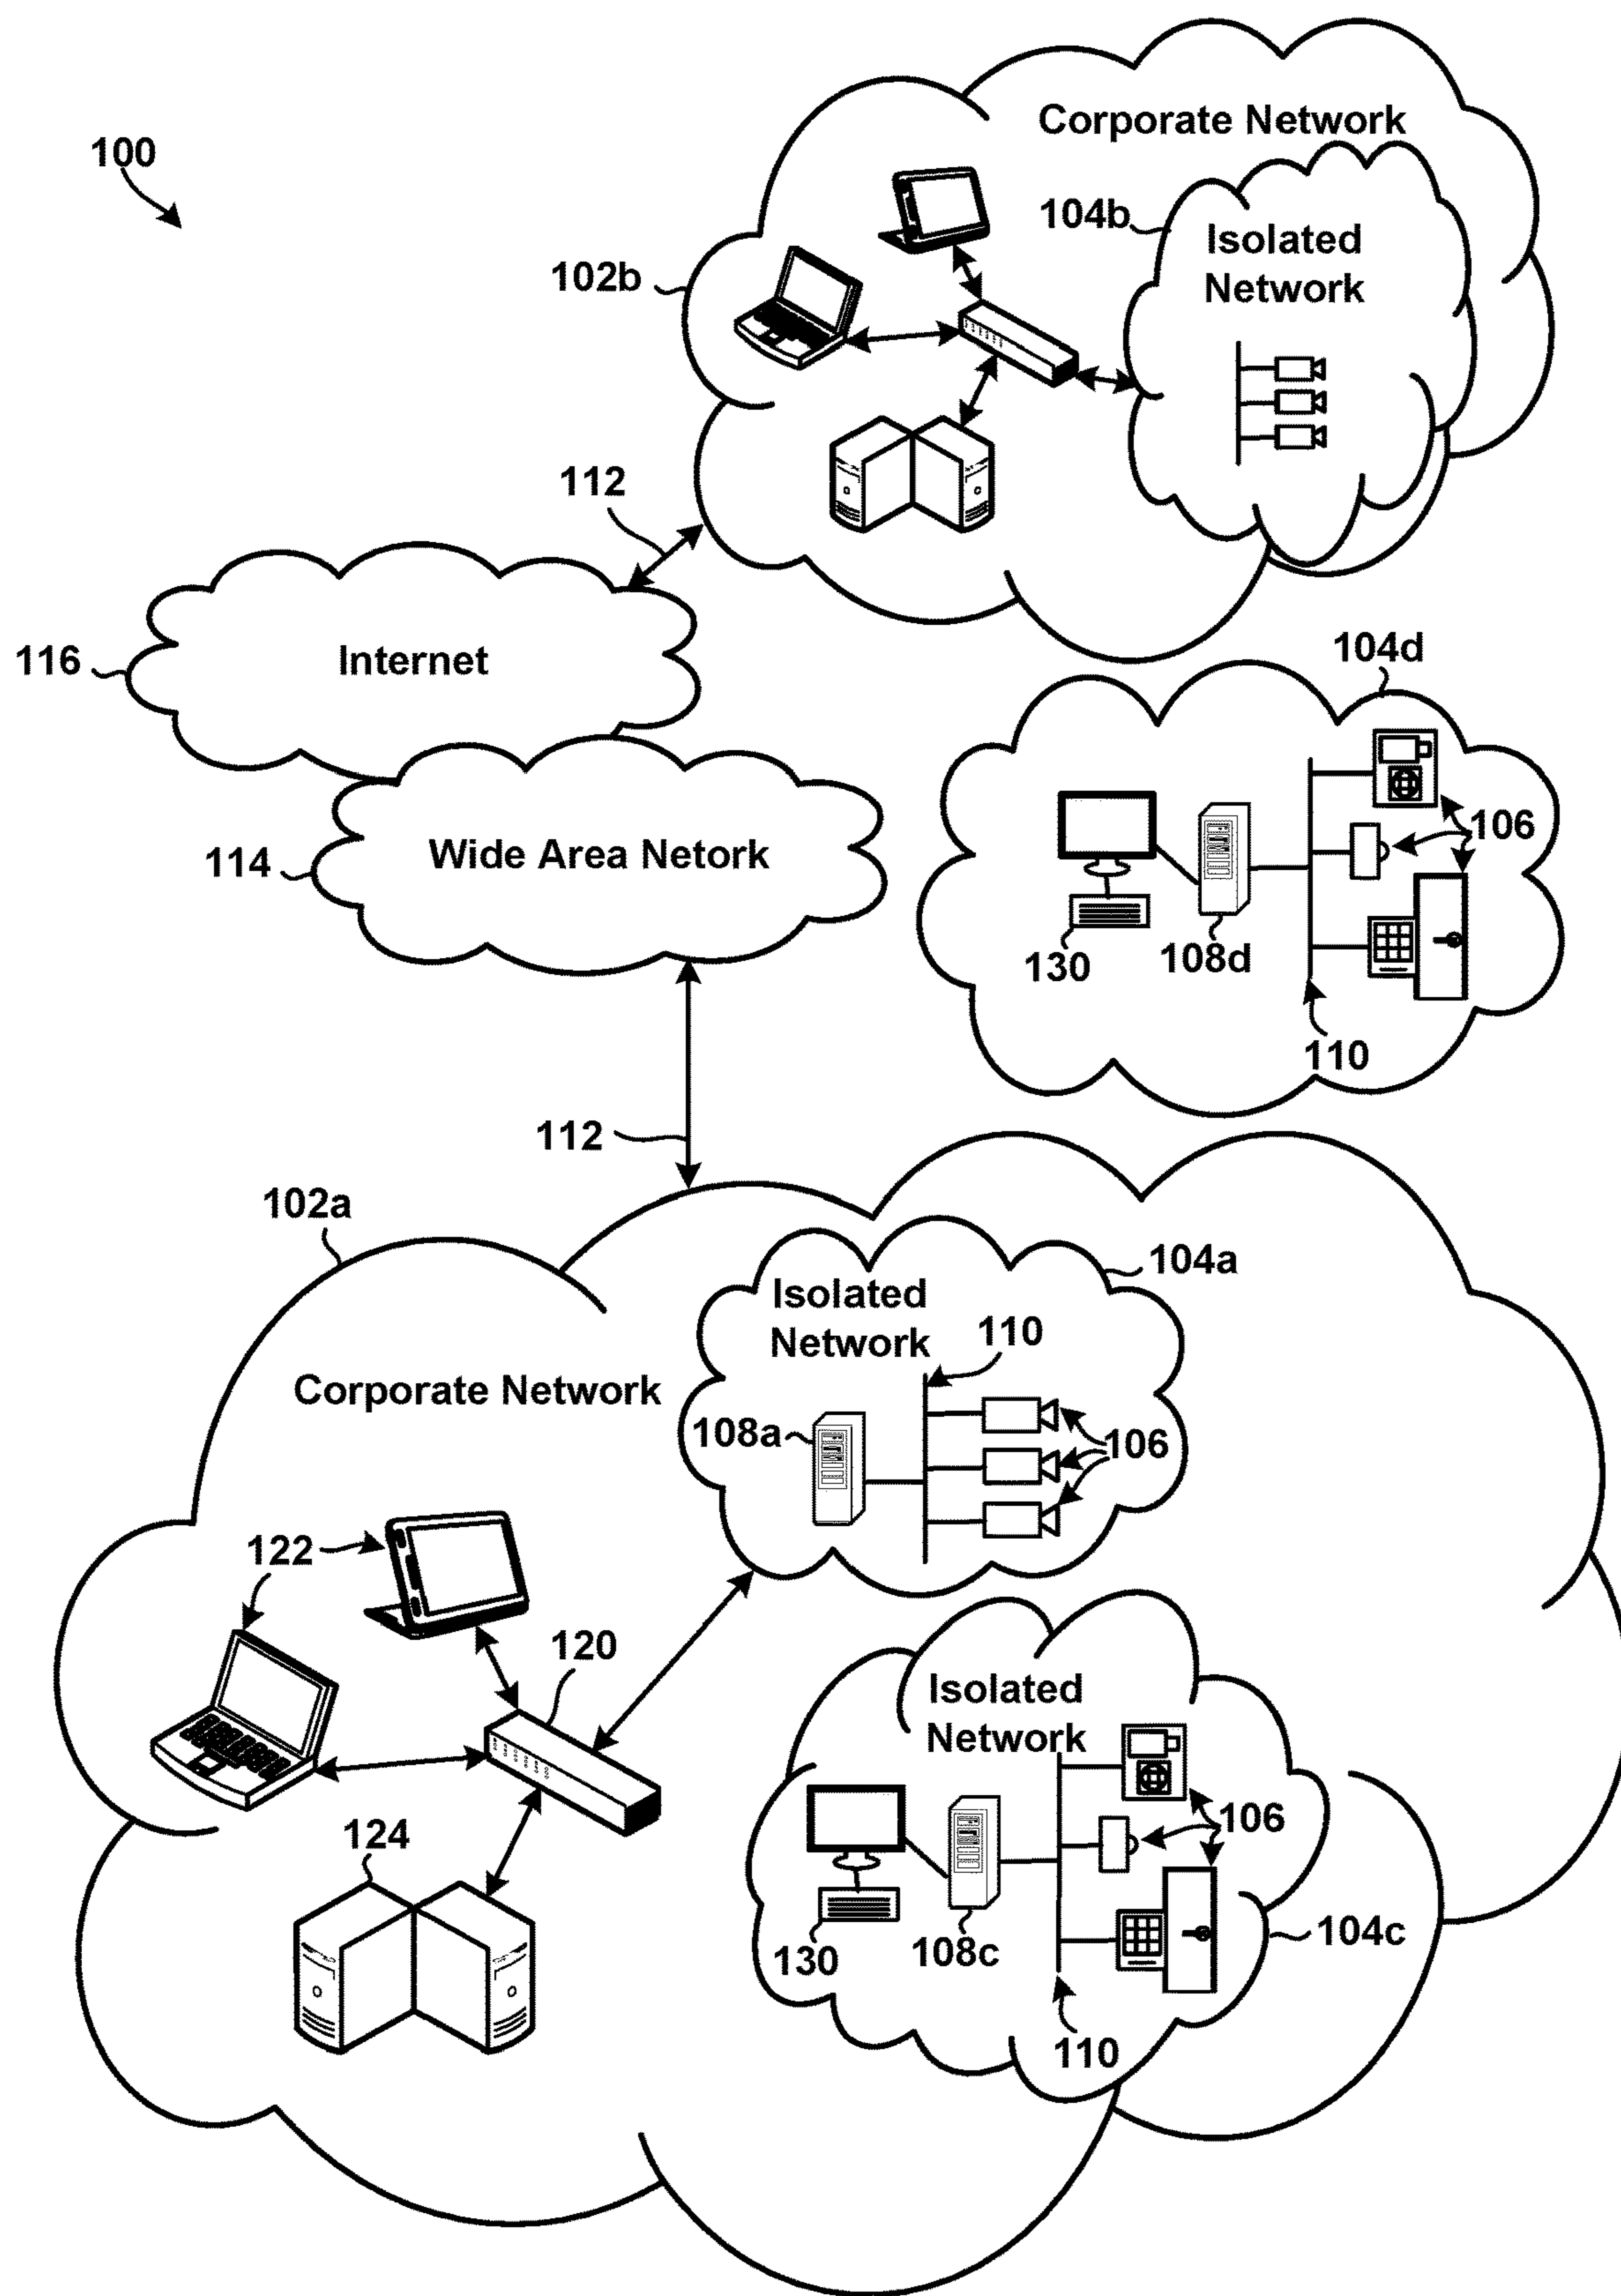 100
Corporate Network
104b
Isolated
Network
102b
112
116
Internet
104d
114
Wide Area Netork
106
130
108d
110
112
102a
104a
Isolated
Network
110
Corporate Network
108a
106
122
120
Isolated
Network
106
124
130
108c
104c
110